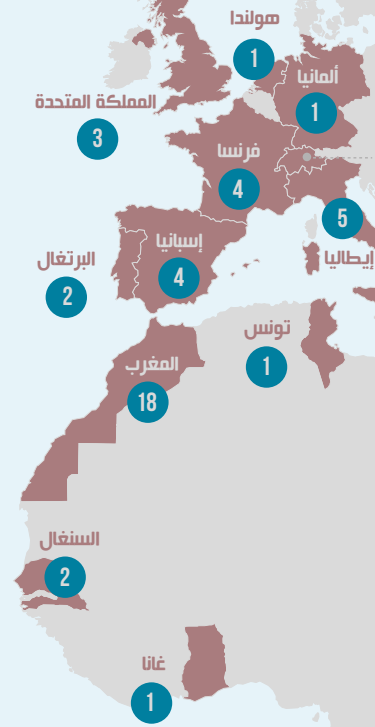 هولندا
1
ألمانيا
1
المملكة المتحدة
3
فرنسا
4
5
إيطاليا
إسبانيا
4
البرتغال
2
تونس
1
المغرب
18
السنغال
2
غانا
1